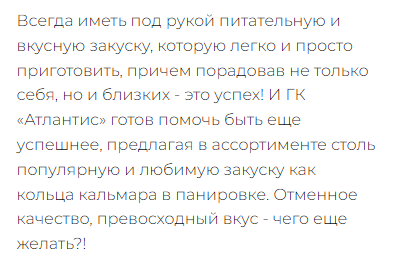 Всегда иметь под рукой питательную и
вкусную закуску, которую легко и просто
приготовить, причем порадовав не только
себя, но и близких - это успех! И ГК
«Атлантис» готов помочь быть еще
успешнее, предлагая в ассортименте столь
популярную и любимую закуску как
кольца кальмара в панировке. Отменное
качество, превосходный вкус - чего еще
желать?!